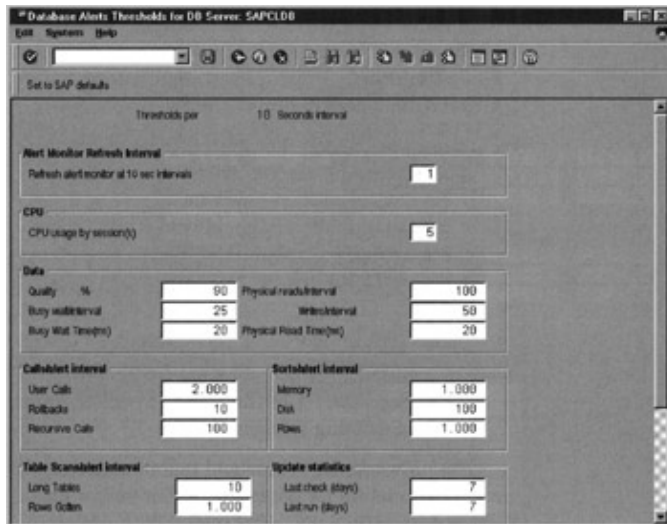 Database Alerts Thresholds for DB Server: SAPCLDB
Edit System Help
Set to SAP defaults
Thresholds per 10 Seconds interval
Alert Monitor Refresh Interval
Refresh alert monitor at 10 sec intervals 1
CPU
CPU usage by session(s) 5
Data
Quality % 90 Physical reads/interval 100
Busy wait/interval 25 Writes/interval 50
Busy Wait Time(ms) 20 Physical Read Time(ms) 20
Calls/alert interval Sorts/alert interval
User Calls 2.000 Memory 1.000
Rollbacks 10 Disk 100
Recursive Calls 100 Rows 1.000
Table Scans/alert interval Update statistics
Long Tables 10 Last check (days) 7
Rows Gotten 1.000 Last run (days) 7